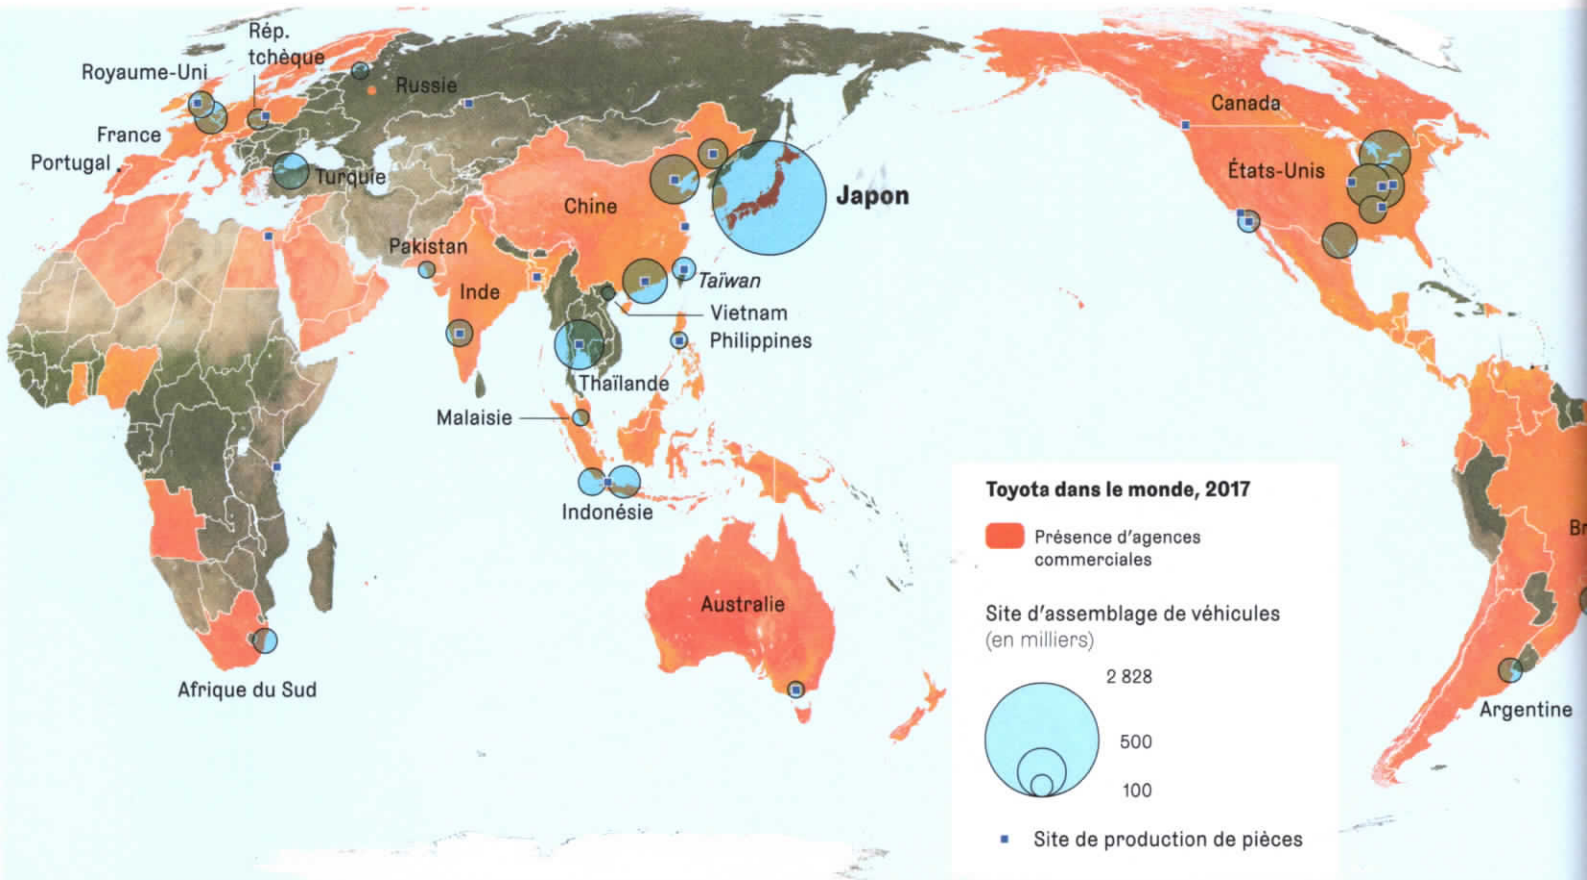 Rép.
tchèque
Royaume-Uni
Russie
France
Portugal
Turquie
Canada
États-Unis
Chine
Japon
Pakistan
Inde
Taïwan
Vietnam
Philippines
Thaïlande
Malaisie
Indonésie
Australie
Afrique du Sud
Br
Argentine
Toyota dans le monde, 2017
Présence d'agences
commerciales
Site d'assemblage de véhicules
(en milliers)
2 828
500
100
Site de production de pièces